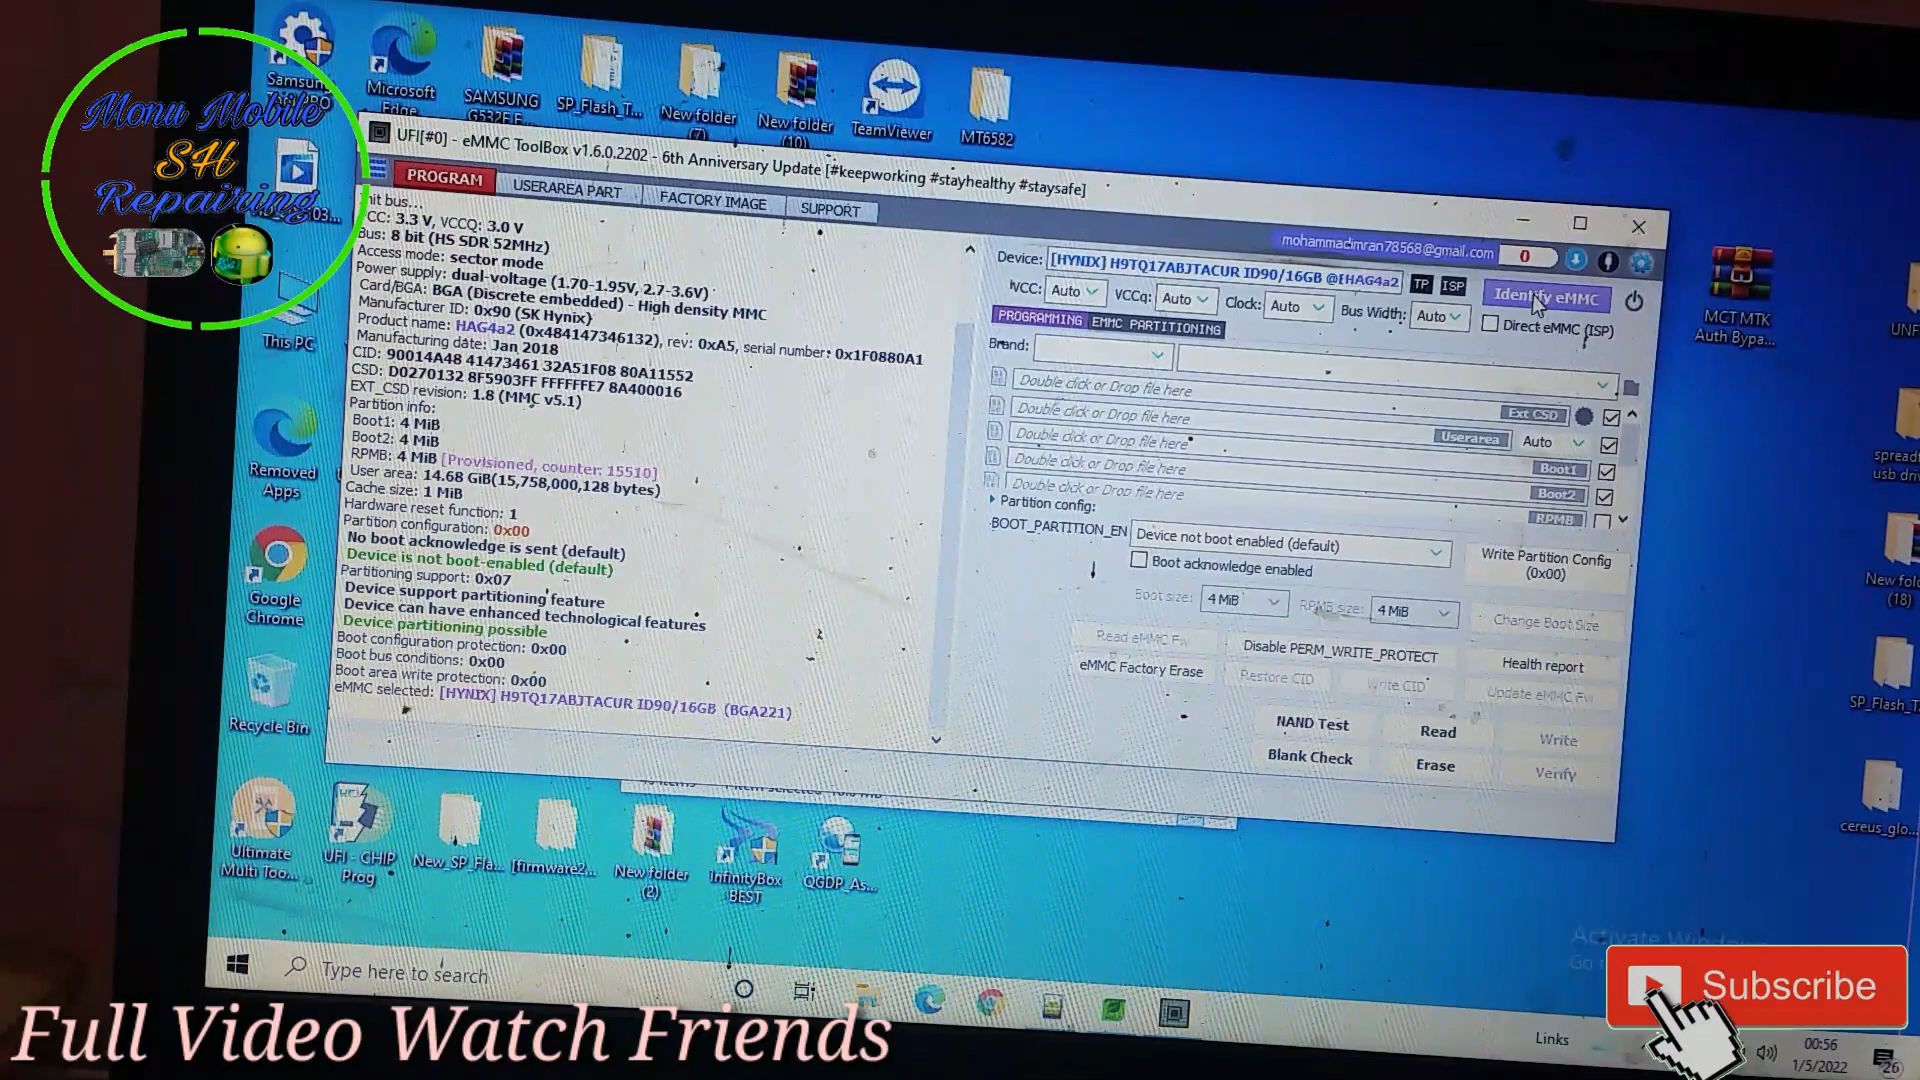 Monu Mobile
SH
Repairing
Microsoft
Edge
SAMSUNG
G532F F...
SP_Flash_T...
New folder
(7)
New folder
(10)
TeamViewer
MT6582
UFI[#0] - eMMC ToolBox v1.6.0.2202 - 6th Anniversary Update [#keepworking #stayhealthy #staysafe]
PROGRAM
USERAREA PART
FACTORY IMAGE
SUPPORT
mohammadimran78568@gmail.com
0
Init bus...
VCC: 3.3 V, VCCQ: 3.0 V
Bus: 8 bit (HS SDR 52MHz)
Access mode: sector mode
Power supply: dual-voltage (1.70-1.95V, 2.7-3.6V)
Card/BGA: BGA (Discrete embedded) - High density MMC
Manufacturer ID: 0x90 (SK Hynix)
Product name: HAG4a2 (0x484147346132), rev: 0xA5, serial number: 0x1F0880A1
Manufacturing date: Jan 2018
CID: 90014A48 41473461 32A51F08 80A11552
CSD: D0270132 8F5903FF FFFFFFE7 8A400016
EXT_CSD revision: 1.8 (MMC v5.1)
Partition info:
Boot1: 4 MiB
Boot2: 4 MiB
RPMB: 4 MiB [Provisioned, counter: 15510]
User area: 14.68 GiB(15,758,000,128 bytes)
Cache size: 1 MiB
Hardware reset function: 1
Partition configuration: 0x00
No boot acknowledge is sent (default)
Device is not boot-enabled (default)
Partitioning support: 0x07
Device support partitioning feature
Device can have enhanced technological features
Device partitioning possible
Boot configuration protection: 0x00
Boot bus conditions: 0x00
Boot area write protection: 0x00
eMMC selected: [HYNIX] H9TQ17ABJTACUR ID90/16GB (BGA221)
Device: [HYNIX] H9TQ17ABJTACUR ID90/16GB @[HAG4a2
TP
ISP
Identify eMMC
VCC: Auto
VCCq: Auto
Clock: Auto
Bus Width: Auto
Direct eMMC (ISP)
PROGRAMMING
EMMC PARTITIONING
Brand:
Double click or Drop file here
Ext CSD
Double click or Drop file here
Userarea
Auto
Double click or Drop file here
Boot1
Double click or Drop file here
Boot2
Double click or Drop file here
RPMB
Partition config:
BOOT_PARTITION_EN
Device not boot enabled (default)
Boot acknowledge enabled
Write Partition Config
(0x00)
Boot size: 4 MiB
RPMB size: 4 MiB
Change Boot Size
Read eMMC Fw
Disable PERM_WRITE_PROTECT
Health report
eMMC Factory Erase
Restore CID
Write CID
Update eMMC Fw
NAND Test
Read
Write
Blank Check
Erase
Verify
This PC
Removed
Apps
Google
Chrome
Recycle Bin
Ultimate
Multi Too...
UFI - CHIP
Prog
New_SP_Fla...
[firmware2...
New folder
(2)
InfinityBox
BEST
QGDP_As...
MCT MTK
Auth Bypa...
New fol
(18)
SP_Flash_T
cereus_glo
Type here to search
Activate Windows
Subscribe
Full Video Watch Friends
Links
00:56
1/5/2022
26